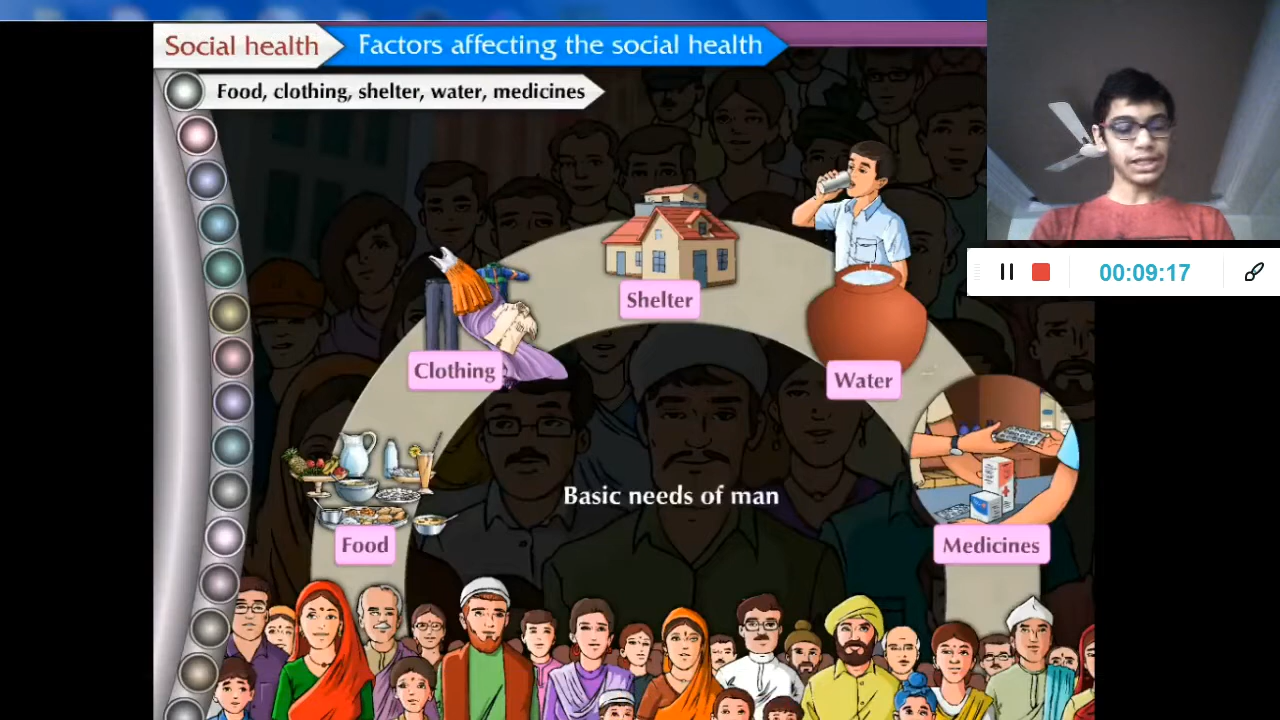 Social health
Factors affecting the social health
Food, clothing, shelter, water, medicines
00:09:17
Shelter
Clothing
Water
Basic needs of man
Food
Medicines